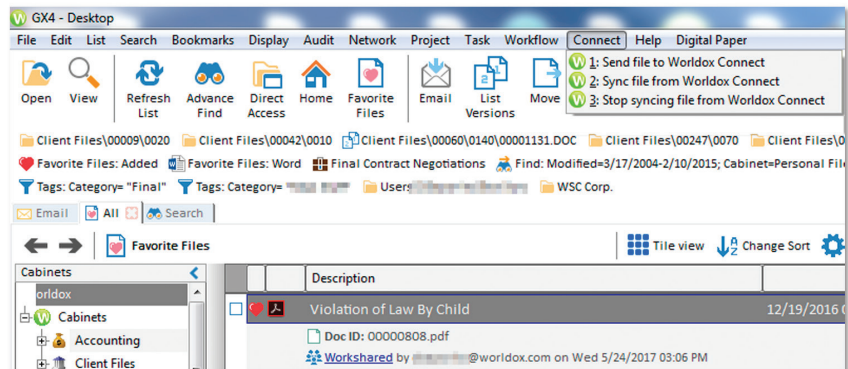 GX4 - Desktop
File Edit List Search Bookmarks Display Audit Network Project Task Workflow Connect Help Digital Paper
1: Send file to Worldox Connect
2: Sync file from Worldox Connect
3: Stop syncing file from Worldox Connect
Open View Refresh List Advance Find Direct Access Home Favorite Files Email List Versions Move
Client Files\00009\0020 Client Files\00042\0010 Client Files\00060\0140\00001131.DOC Client Files\00247\0070 Client Files\0
Favorite Files: Added Favorite Files: Word Final Contract Negotiations Find: Modified=3/17/2004-2/10/2015; Cabinet=Personal File
Tags: Category= "Final" Tags: Category= Users WSC Corp.
Email All Search
Favorite Files Tile view Change Sort
Cabinets Description
orldox
Violation of Law By Child 12/19/2016
Cabinets
Doc ID: 00000808.pdf
Accounting
Workshared by @worldox.com on Wed 5/24/2017 03:06 PM
Client Files